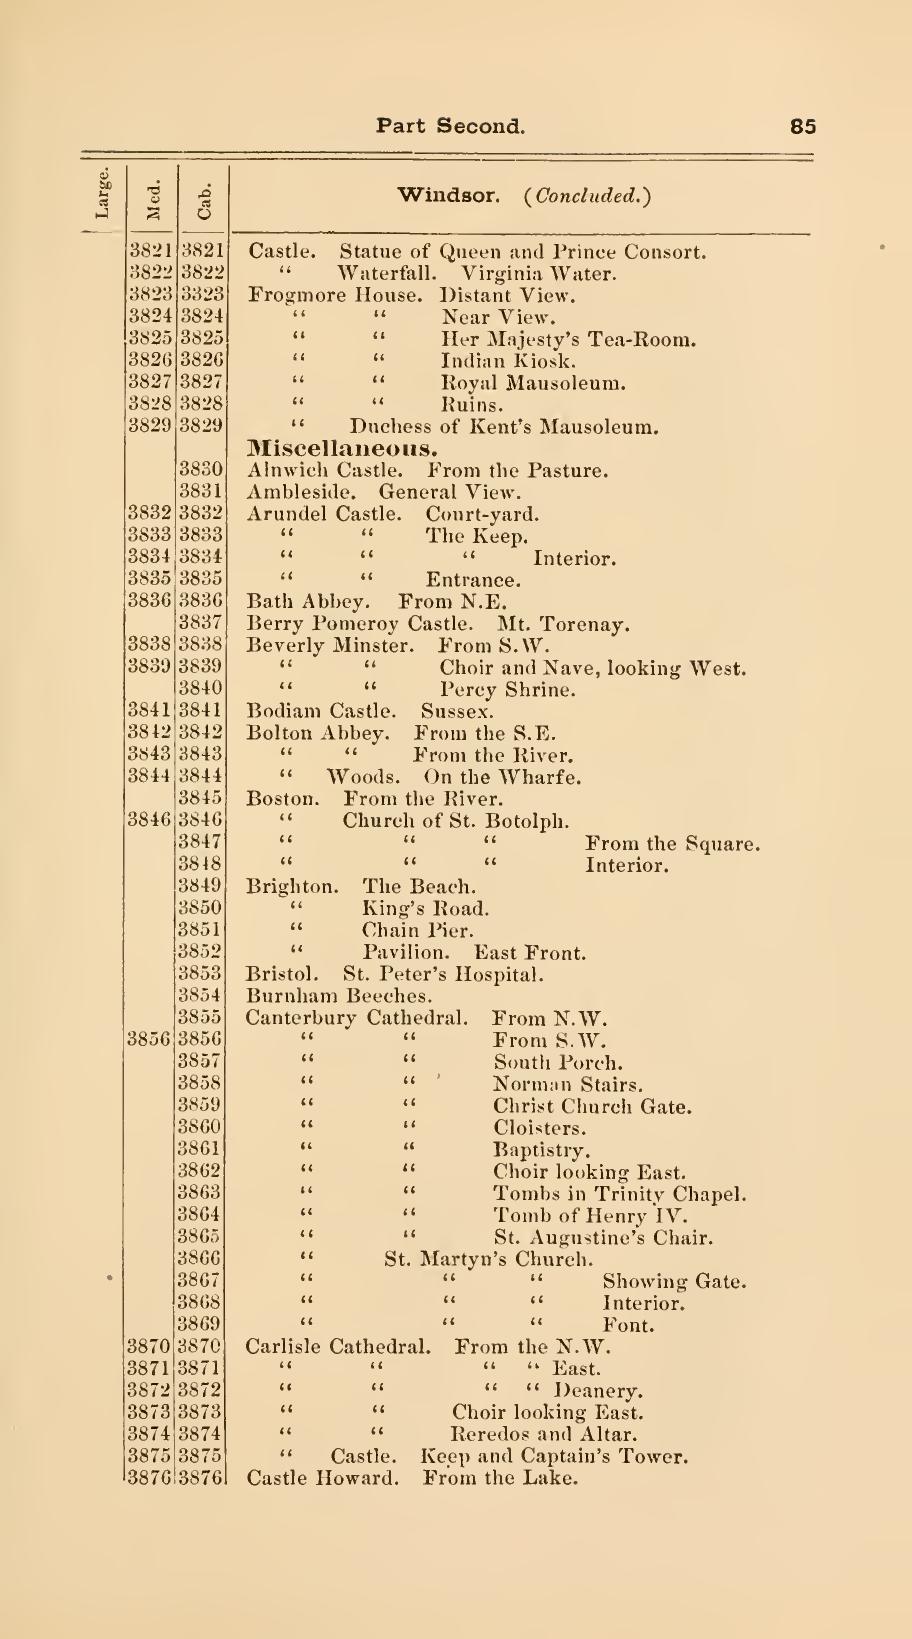 Part Second. 85
Large. Med. Cab. Windsor. (Concluded.)
3821 3821 Castle. Statue of Queen and Prince Consort.
3822 3822 “ Waterfall. Virginia Water.
3823 3323 Frogmore House. Distant View.
3824 3824 “ “ Near View.
3825 3825 “ “ Her Majesty's Tea-Room.
3826 3826 “ “ Indian Kiosk.
3827 3827 “ “ Royal Mausoleum.
3828 3828 “ “ Ruins.
3829 3829 “ Duchess of Kent's Mausoleum.
Miscellaneous.
3830 Alnwich Castle. From the Pasture.
3831 Ambleside. General View.
3832 3832 Arundel Castle. Court-yard.
3833 3833 “ “ The Keep.
3834 3834 “ “ “ Interior.
3835 3835 “ “ Entrance.
3836 3836 Bath Abbey. From N.E.
3837 Berry Pomeroy Castle. Mt. Torenay.
3838 3838 Beverly Minster. From S.W.
3839 3839 “ “ Choir and Nave, looking West.
3840 “ “ Percy Shrine.
3841 3841 Bodiam Castle. Sussex.
3842 3842 Bolton Abbey. From the S.E.
3843 3843 “ “ From the River.
3844 3844 “ Woods. On the Wharfe.
3845 Boston. From the River.
3846 3846 “ Church of St. Botolph.
3847 “ “ “ From the Square.
3848 “ “ “ Interior.
3849 Brighton. The Beach.
3850 “ King's Road.
3851 “ Chain Pier.
3852 “ Pavilion. East Front.
3853 Bristol. St. Peter's Hospital.
3854 Burnham Beeches.
3855 Canterbury Cathedral. From N.W.
3856 3856 “ “ From S.W.
3857 “ “ South Porch.
3858 “ “ Norman Stairs.
3859 “ “ Christ Church Gate.
3860 “ “ Cloisters.
3861 “ “ Baptistry.
3862 “ “ Choir looking East.
3863 “ “ Tombs in Trinity Chapel.
3864 “ “ Tomb of Henry IV.
3865 “ “ St. Augustine's Chair.
3866 “ St. Martyn's Church.
3867 “ “ “ Showing Gate.
3868 “ “ “ Interior.
3869 “ “ “ Font.
3870 3870 Carlisle Cathedral. From the N.W.
3871 3871 “ “ “ “ East.
3872 3872 “ “ “ “ Deanery.
3873 3873 “ “ Choir looking East.
3874 3874 “ “ Reredos and Altar.
3875 3875 “ Castle. Keep and Captain's Tower.
3876 3876 Castle Howard. From the Lake.